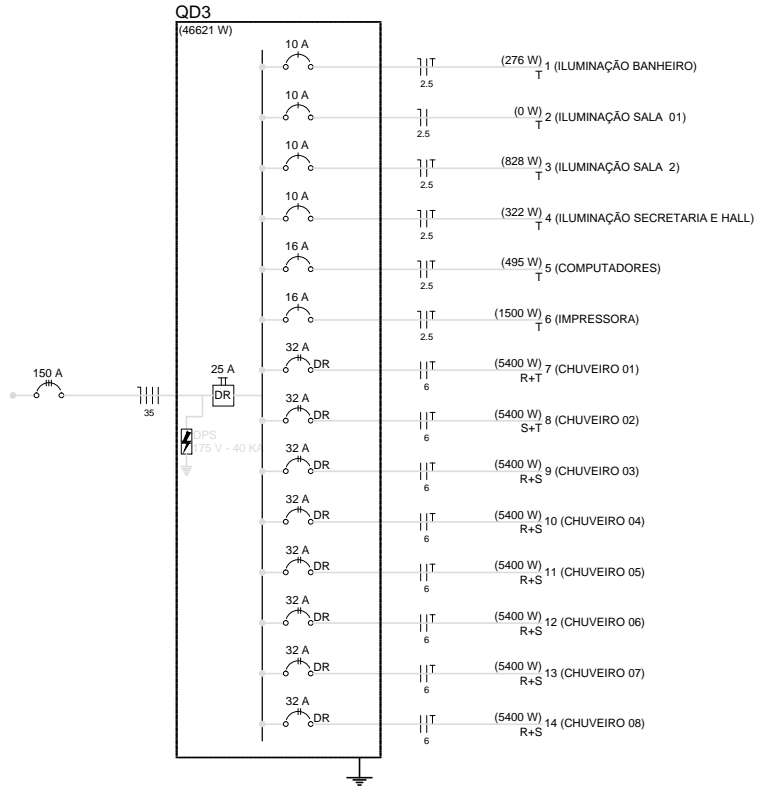 QD3
(46621 W)
10 A
T
2.5
(276 W)
T
1 (ILUMINAÇÃO BANHEIRO)
10 A
2.5
(0 W)
T
2 (ILUMINAÇÃO SALA 01)
10 A
T
2.5
(828 W)
T
3 (ILUMINAÇÃO SALA 2)
10 A
T
2.5
(322 W)
T
4 (ILUMINAÇÃO SECRETARIA E HALL)
16 A
T
2.5
(495 W)
T
5 (COMPUTADORES)
16 A
T
2.5
(1500 W)
T
6 (IMPRESSORA)
32 A
DR
T
6
(5400 W)
R+T
7 (CHUVEIRO 01)
150 A
35
25 A
DR
DPS
175 V - 40 KA
32 A
DR
T
6
(5400 W)
S+T
8 (CHUVEIRO 02)
32 A
DR
T
6
(5400 W)
R+S
9 (CHUVEIRO 03)
32 A
DR
T
6
(5400 W)
R+S
10 (CHUVEIRO 04)
32 A
DR
T
6
(5400 W)
R+S
11 (CHUVEIRO 05)
32 A
DR
T
6
(5400 W)
R+S
12 (CHUVEIRO 06)
32 A
DR
T
6
(5400 W)
R+S
13 (CHUVEIRO 07)
32 A
DR
T
6
(5400 W)
R+S
14 (CHUVEIRO 08)